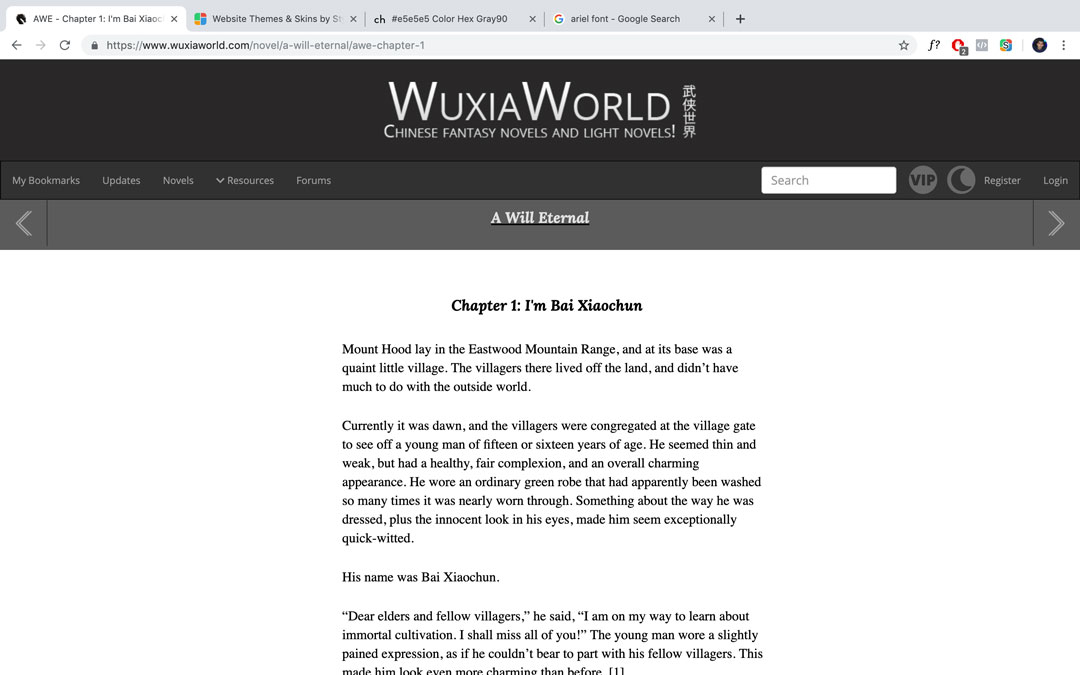 AWE - Chapter 1: I'm Bai Xiaoc
Website Themes & Skins by St
#e5e5e5 Color Hex Gray90
ariel font - Google Search
https://www.wuxiaworld.com/novel/a-will-eternal/awe-chapter-1
f?
2
WUXIAWORLD
武侠世界
CHINESE FANTASY NOVELS AND LIGHT NOVELS!
My Bookmarks
Updates
Novels
Resources
Forums
Search
VIP
Register
Login
A Will Eternal
Chapter 1: I'm Bai Xiaochun
Mount Hood lay in the Eastwood Mountain Range, and at its base was a
quaint little village. The villagers there lived off the land, and didn’t have
much to do with the outside world.
Currently it was dawn, and the villagers were congregated at the village gate
to see off a young man of fifteen or sixteen years of age. He seemed thin and
weak, but had a healthy, fair complexion, and an overall charming
appearance. He wore an ordinary green robe that had apparently been washed
so many times it was nearly worn through. Something about the way he was
dressed, plus the innocent look in his eyes, made him seem exceptionally
quick-witted.
His name was Bai Xiaochun.
“Dear elders and fellow villagers,” he said, “I am on my way to learn about
immortal cultivation. I shall miss all of you!” The young man wore a slightly
pained expression, as if he couldn’t bear to part with his fellow villagers. This
made him look even more charming than before. [1]